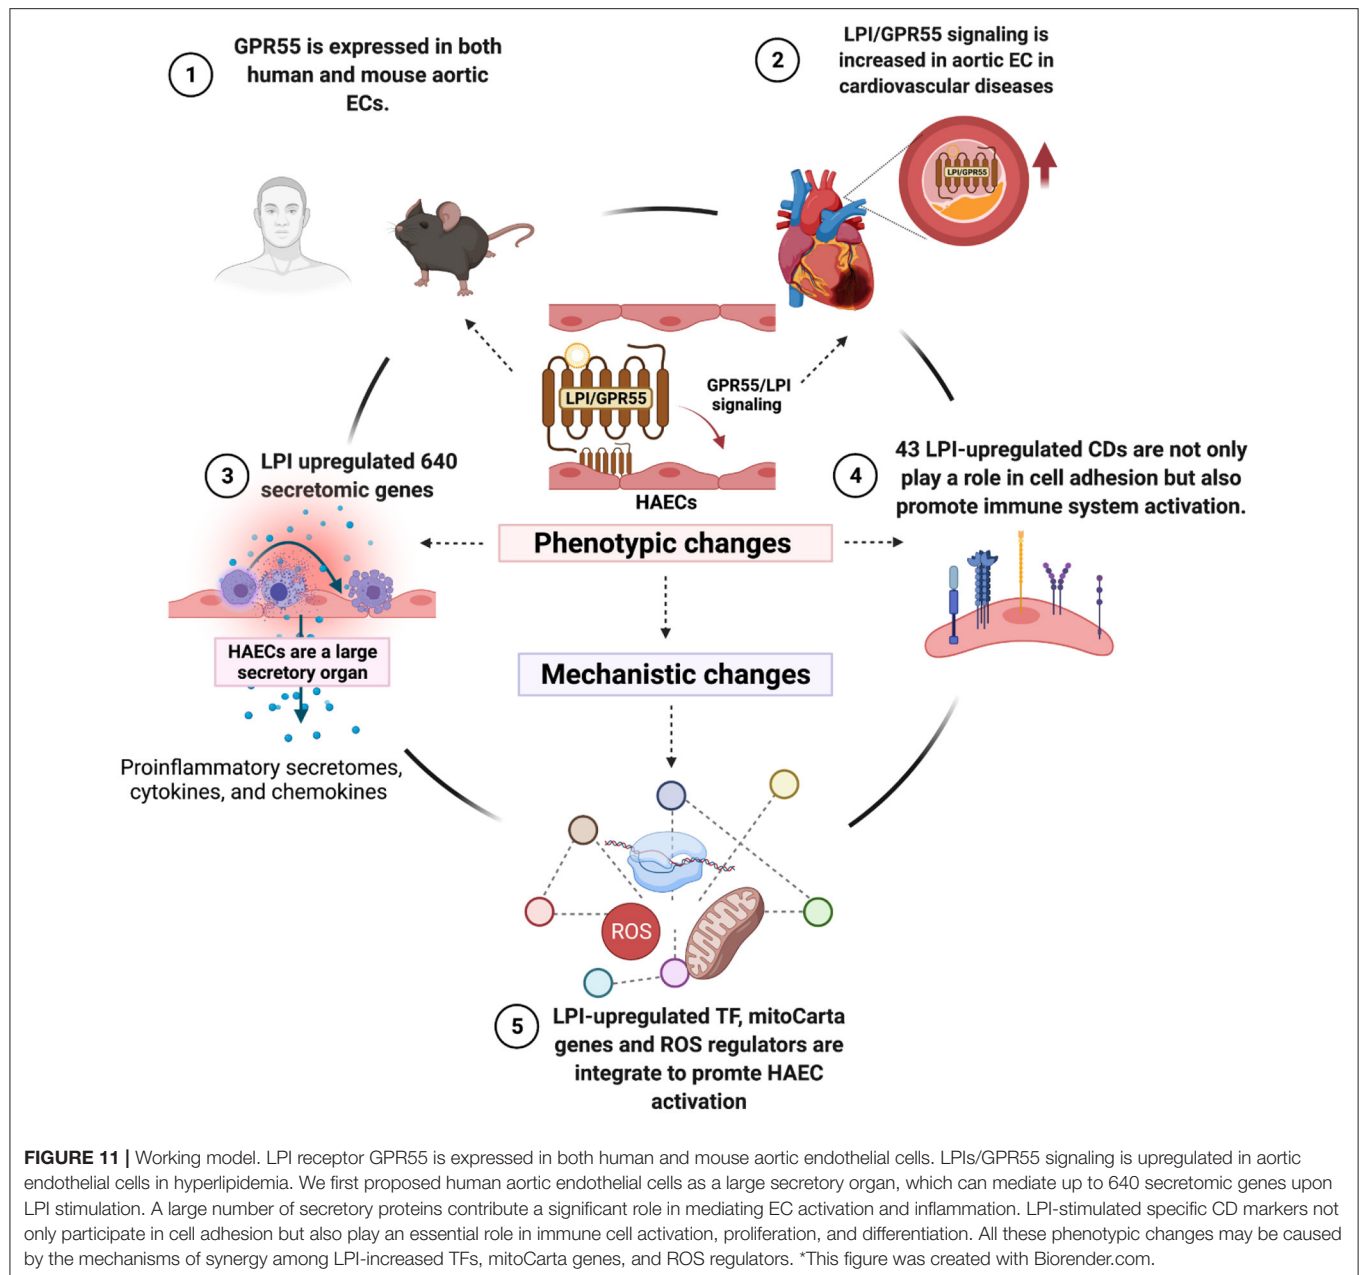 1
GPR55 is expressed in both
human and mouse aortic
ECs.
2
LPI/GPR55 signaling is
increased in aortic EC in
cardiovascular diseases
LPI/GPR55
LPI/GPR55
GPR55/LPI
signaling
HAECs
3
LPI upregulated 640
secretomic genes
HAECs are a large
secretory organ
Proinflammatory secretomes,
cytokines, and chemokines
4
43 LPI-upregulated CDs are not only
play a role in cell adhesion but also
promote immune system activation.
Phenotypic changes
Mechanistic changes
ROS
5
LPI-upregulated TF, mitoCarta
genes and ROS regulators are
integrate to promte HAEC
activation
FIGURE 11 | Working model. LPI receptor GPR55 is expressed in both human and mouse aortic endothelial cells. LPIs/GPR55 signaling is upregulated in aortic
endothelial cells in hyperlipidemia. We first proposed human aortic endothelial cells as a large secretory organ, which can mediate up to 640 secretomic genes upon
LPI stimulation. A large number of secretory proteins contribute a significant role in mediating EC activation and inflammation. LPI-stimulated specific CD markers not
only participate in cell adhesion but also play an essential role in immune cell activation, proliferation, and differentiation. All these phenotypic changes may be caused
by the mechanisms of synergy among LPI-increased TFs, mitoCarta genes, and ROS regulators. *This figure was created with Biorender.com.